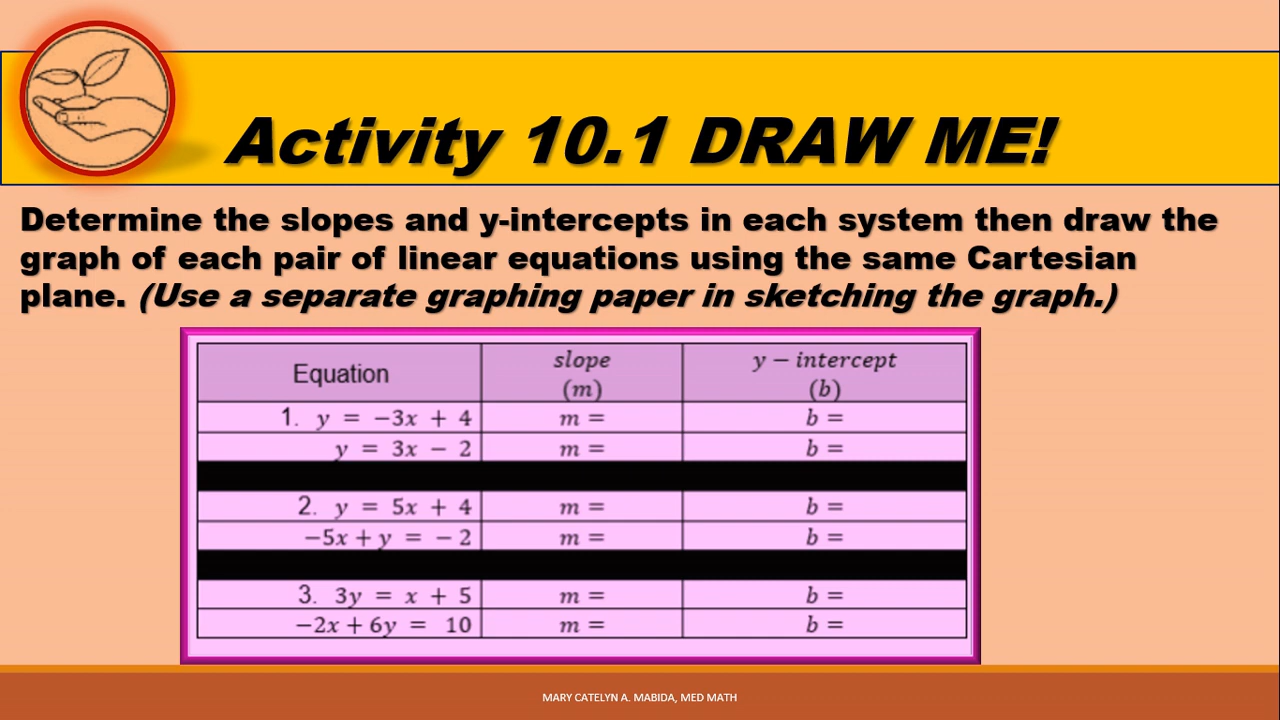 Activity 10.1 DRAW ME!
Determine the slopes and y-intercepts in each system then draw the
graph of each pair of linear equations using the same Cartesian
plane. (Use a separate graphing paper in sketching the graph.)
Equation slope (m) y − intercept (b)
1. y = −3x + 4 m = b =
y = 3x − 2 m = b =
2. y = 5x + 4 m = b =
−5x + y = − 2 m = b =
3. 3y = x + 5 m = b =
−2x + 6y = 10 m = b =
MARY CATELYN A. MABIDA, MED MATH